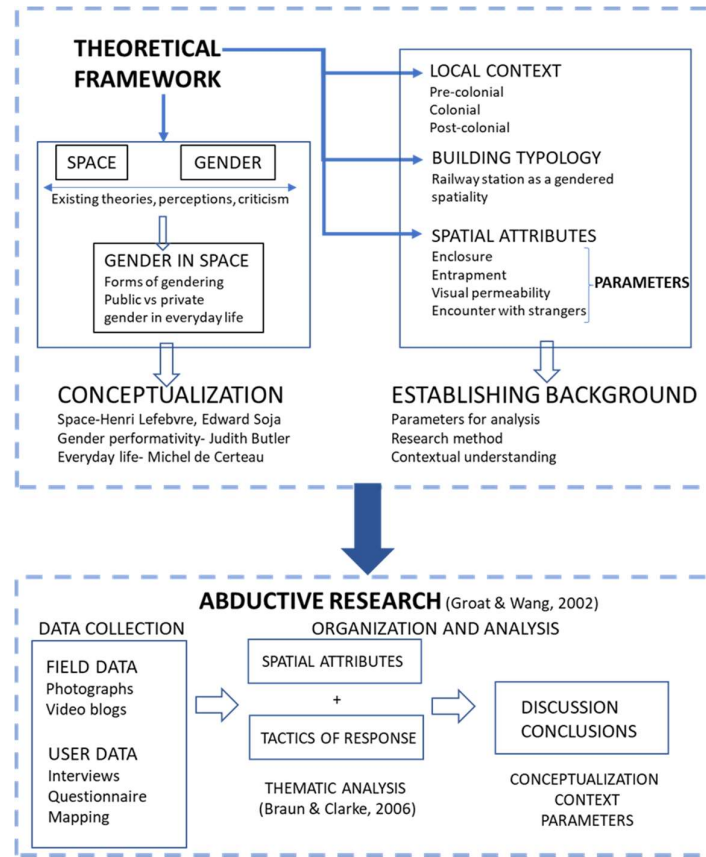 THEORETICAL
FRAMEWORK
SPACE
GENDER
Existing theories, perceptions, criticism
GENDER IN SPACE
Forms of gendering
Public vs private
gender in everyday life
CONCEPTUALIZATION
Space-Henri Lefebvre, Edward Soja
Gender performativity- Judith Butler
Everyday life- Michel de Certeau
LOCAL CONTEXT
Pre-colonial
Colonial
Post-colonial
BUILDING TYPOLOGY
Railway station as a gendered
spatiality
SPATIAL ATTRIBUTES
Enclosure
Entrapment
Visual permeability
Encounter with strangers
PARAMETERS
ESTABLISHING BACKGROUND
Parameters for analysis
Research method
Contextual understanding
ABDUCTIVE RESEARCH (Groat & Wang, 2002)
DATA COLLECTION
ORGANIZATION AND ANALYSIS
FIELD DATA
Photographs
Video blogs
USER DATA
Interviews
Questionnaire
Mapping
SPATIAL ATTRIBUTES
+
TACTICS OF RESPONSE
THEMATIC ANALYSIS
(Braun & Clarke, 2006)
DISCUSSION
CONCLUSIONS
CONCEPTUALIZATION
CONTEXT
PARAMETERS